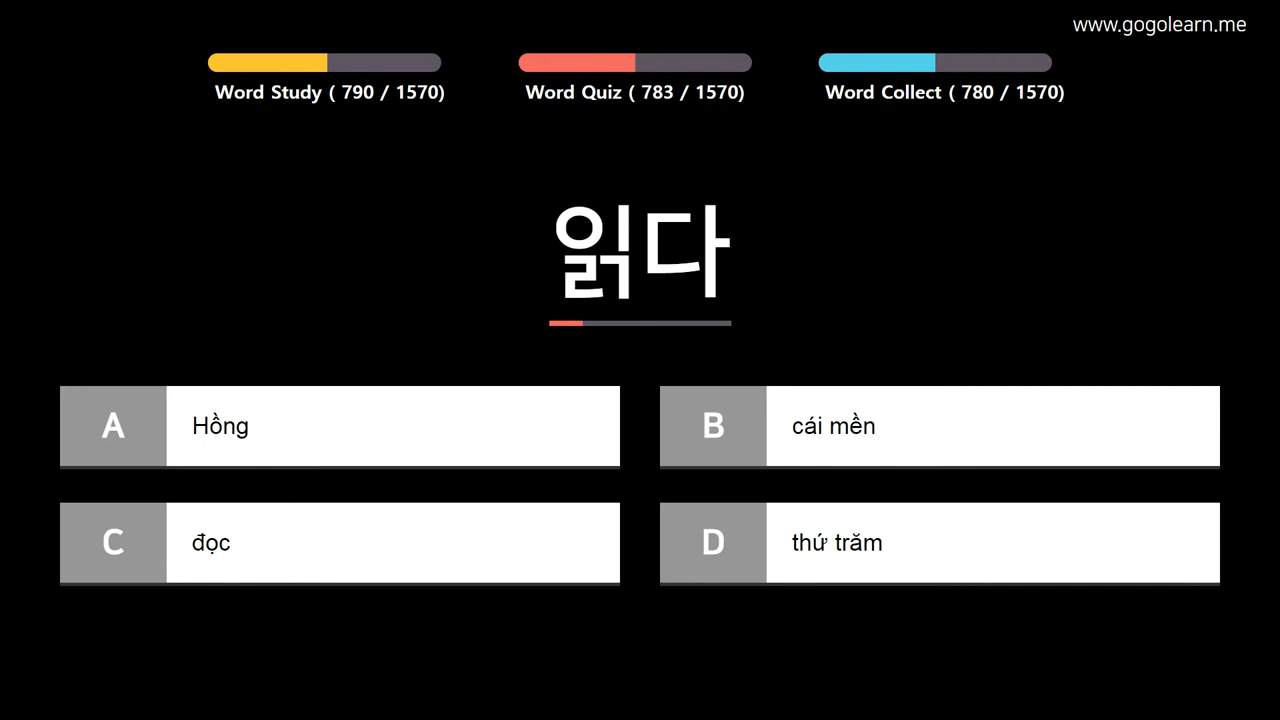 www.gogolearn.me
Word Study ( 790 / 1570)
Word Quiz ( 783 / 1570)
Word Collect ( 780 / 1570)
읽다
A Hồng
B cái mền
C đọc
D thứ trăm